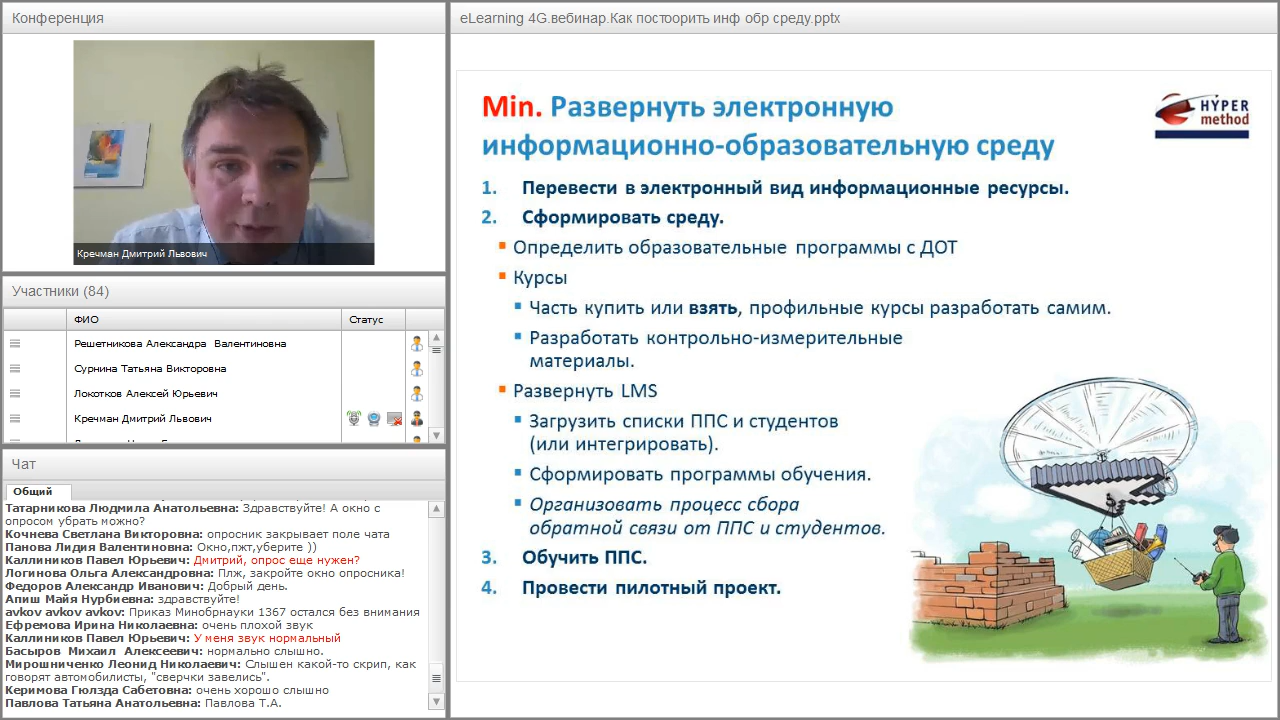 Конференция
Кречман Дмитрий Львович
Участники (84)
ФИО
Статус
Решетникова Александра Валентиновна
Сурнина Татьяна Викторовна
Локотков Алексей Юрьевич
Кречман Дмитрий Львович
Чат
Общий
Татарникова Людмила Анатольевна: Здравствуйте! А окно с
опросом убрать можно?
Кочнева Светлана Викторовна: опросник закрывает поле чата
Панова Лидия Валентиновна: Окно,пжт,уберите ))
Каллиников Павел Юрьевич: Дмитрий, опрос еще нужен?
Логинова Ольга Александровна: Плж, закройте окно опросника!
Федоров Александр Иванович: Добрый день.
Апиш Майя Нурбиевна: здравствуйте!
avkov avkov avkov: Приказ Минобрнауки 1367 остался без внимания
Ефремова Ирина Николаевна: очень плохой звук
Каллиников Павел Юрьевич: У меня звук нормальный
Басыров Михаил Алексеевич: нормально слышно.
Мирошниченко Леонид Николаевич: Слышен какой-то скрип, как
говорят автомобилисты, "сверчки завелись".
Керимова Гюлзда Сабетовна: очень хорошо слышно
Павлова Татьяна Анатольевна: Павлова Т.А.
eLearning 4G.вебинар.Как постоорить инф обр среду.pptx
Min. Развернуть электронную
информационно-образовательную среду
HYPER
method
1. Перевести в электронный вид информационные ресурсы.
2. Сформировать среду.
Определить образовательные программы с ДОТ
Курсы
Часть купить или взять, профильные курсы разработать самим.
Разработать контрольно-измерительные
материалы.
Развернуть LMS
Загрузить списки ППС и студентов
(или интегрировать).
Сформировать программы обучения.
Организовать процесс сбора
обратной связи от ППС и студентов.
3. Обучить ППС.
4. Провести пилотный проект.